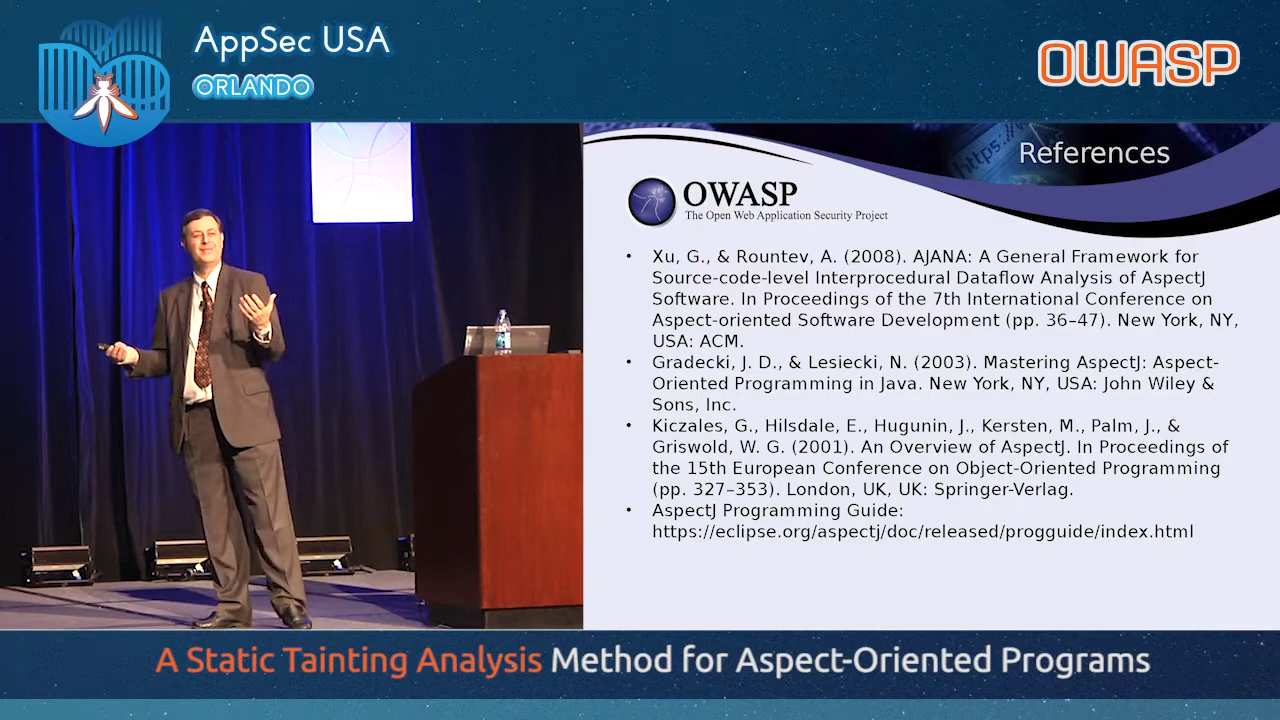 AppSec USA
ORLANDO
OWASP
https://
References
OWASP
The Open Web Application Security Project
• Xu, G., & Rountev, A. (2008). AJANA: A General Framework for
Source-code-level Interprocedural Dataflow Analysis of AspectJ
Software. In Proceedings of the 7th International Conference on
Aspect-oriented Software Development (pp. 36–47). New York, NY,
USA: ACM.
• Gradecki, J. D., & Lesiecki, N. (2003). Mastering AspectJ: Aspect-
Oriented Programming in Java. New York, NY, USA: John Wiley &
Sons, Inc.
• Kiczales, G., Hilsdale, E., Hugunin, J., Kersten, M., Palm, J., &
Griswold, W. G. (2001). An Overview of AspectJ. In Proceedings of
the 15th European Conference on Object-Oriented Programming
(pp. 327–353). London, UK, UK: Springer-Verlag.
• AspectJ Programming Guide:
https://eclipse.org/aspectj/doc/released/progguide/index.html
A Static Tainting Analysis Method for Aspect-Oriented Programs